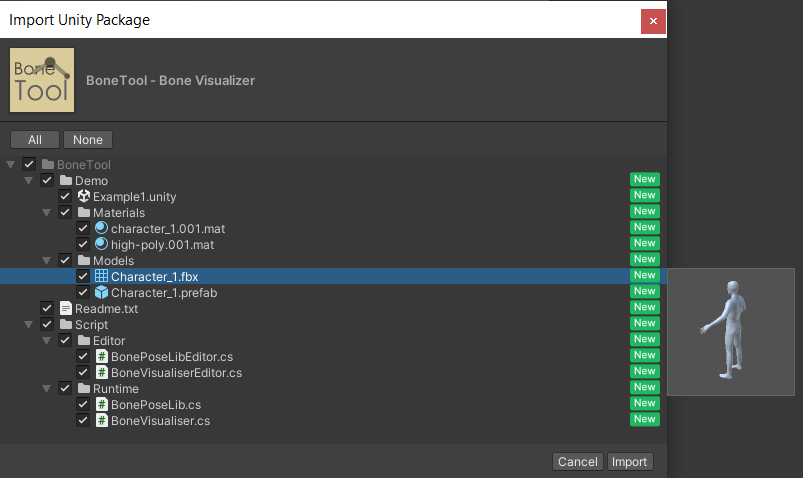 Import Unity Package
Bone
Tool
BoneTool - Bone Visualizer
All None
BoneTool
Demo New
Example1.unity New
Materials New
character_1.001.mat New
high-poly.001.mat New
Models New
Character_1.fbx New
Character_1.prefab New
Readme.txt New
Script New
Editor New
BonePoseLibEditor.cs New
BoneVisualiserEditor.cs New
Runtime New
BonePoseLib.cs New
BoneVisualiser.cs New
Cancel Import